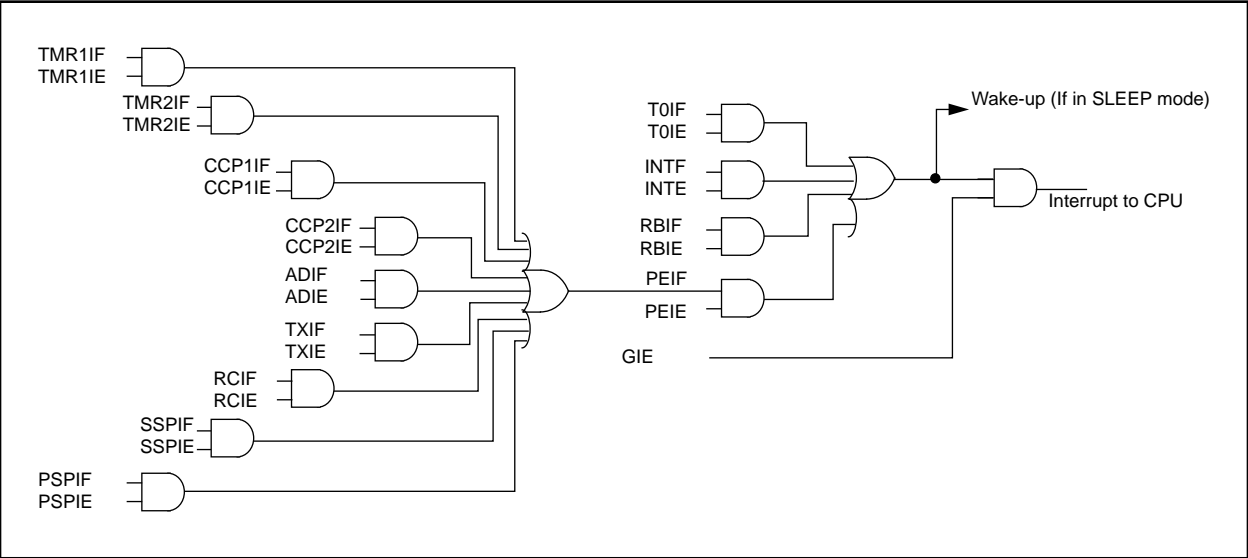 TMR1IF
TMR1IE
TMR2IF
TMR2IE
CCP1IF
CCP1IE
CCP2IF
CCP2IE
ADIF
ADIE
TXIF
TXIE
RCIF
RCIE
SSPIF
SSPIE
PSPIF
PSPIE
T0IF
T0IE
INTF
INTE
RBIF
RBIE
PEIF
PEIE
GIE
Wake-up (If in SLEEP mode)
Interrupt to CPU